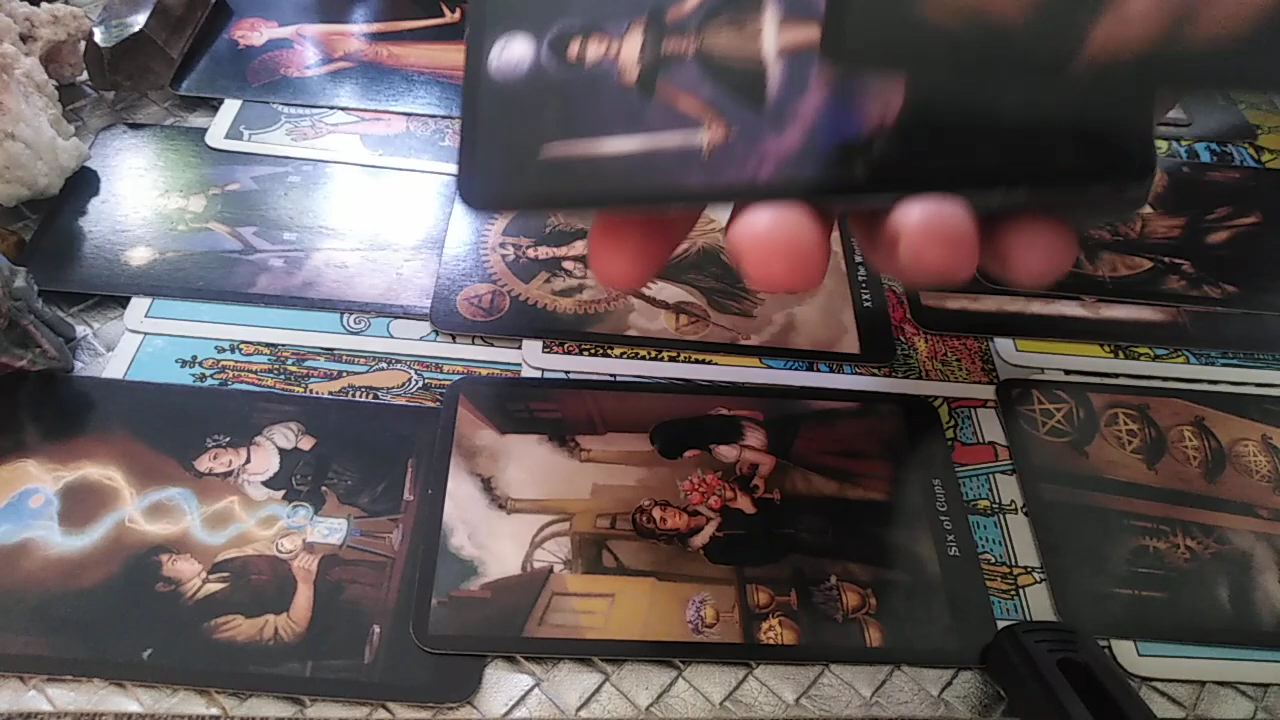 XXI • The World
Six of Cups